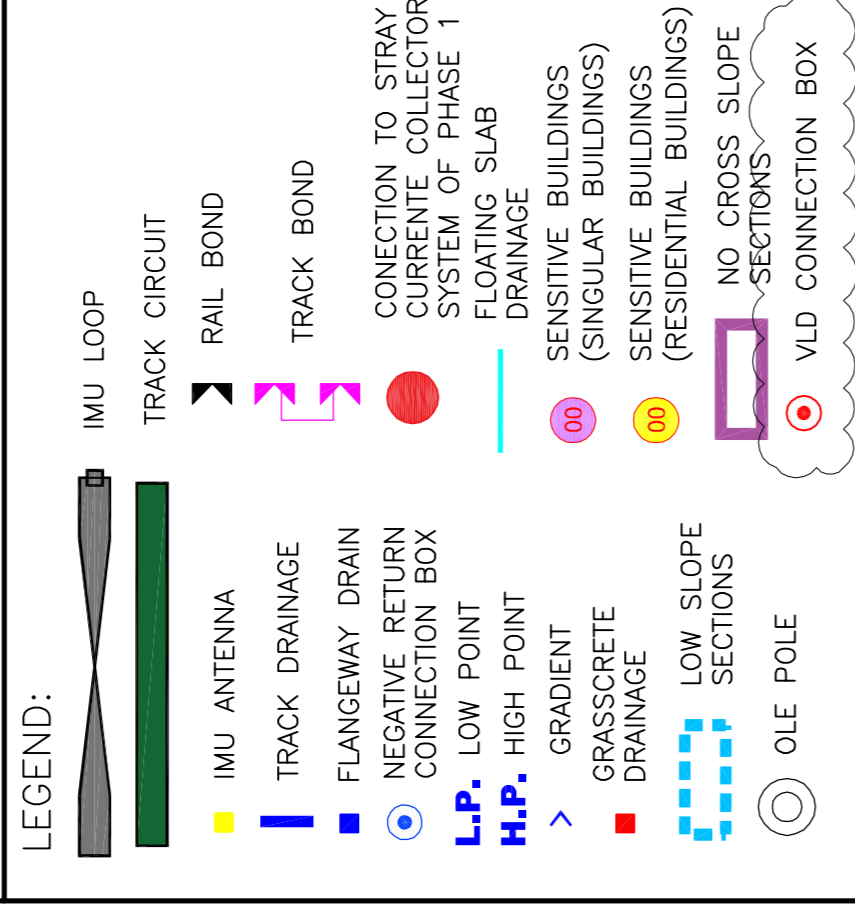 LEGEND:
IMU LOOP
TRACK CIRCUIT
IMU ANTENNA
RAIL BOND
TRACK DRAINAGE
TRACK BOND
FLANGEWAY DRAIN
NEGATIVE RETURN
CONNECTION BOX
CONECTION TO STRAY
CURRENTE COLLECTOR
SYSTEM OF PHASE 1
L.P. LOW POINT
H.P. HIGH POINT
FLOATING SLAB
DRAINAGE
GRADIENT
00 SENSITIVE BUILDINGS
(SINGULAR BUILDINGS)
GRASSCRETE
DRAINAGE
00 SENSITIVE BUILDINGS
(RESIDENTIAL BUILDINGS)
LOW SLOPE
SECTIONS
NO CROSS SLOPE
SECTIONS
OLE POLE
VLD CONNECTION BOX